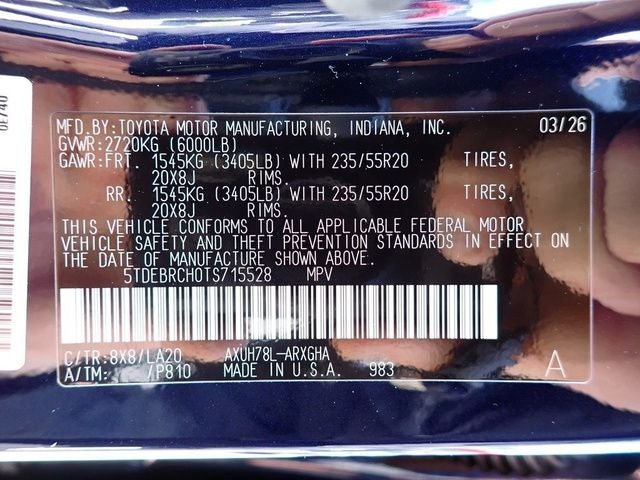 0E740
MFD.BY:TOYOTA MOTOR MANUFACTURING, INDIANA, INC. 03/26
GVWR:2720KG (6000LB)
GAWR:FRT. 1545KG (3405LB) WITH 235/55R20 TIRES,
20X8J RIMS.
RR. 1545KG (3405LB) WITH 235/55R20 TIRES,
20X8J RIMS.
THIS VEHICLE CONFORMS TO ALL APPLICABLE FEDERAL MOTOR
VEHICLE SAFETY AND THEFT PREVENTION STANDARDS IN EFFECT ON
THE DATE OF MANUFACTURE SHOWN ABOVE.
5TDEBRCH0TS715528 MPV
C/TR:8X8/LA20 AXUH78L-ARXGHA
A/TM: /P810 MADE IN U.S.A. 983 A